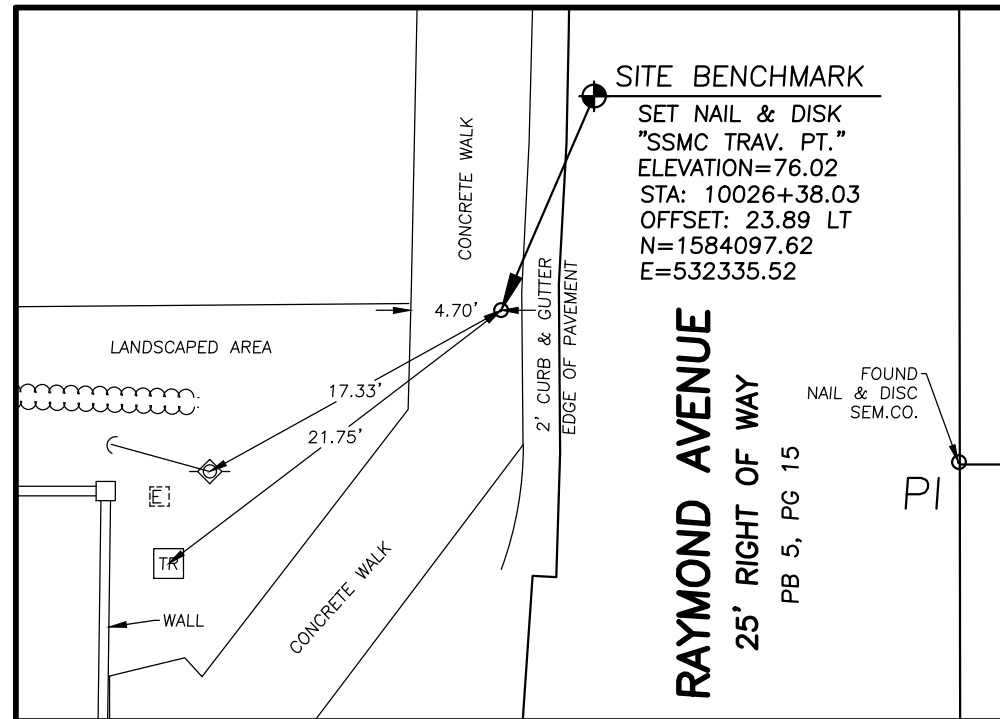 SITE BENCHMARK
SET NAIL & DISK
"SSMC TRAV. PT."
ELEVATION=76.02
STA: 10026+38.03
OFFSET: 23.89 LT
N=1584097.62
E=532335.52
CONCRETE WALK
4.70'
2' CURB & GUTTER
EDGE OF PAVEMENT
LANDSCAPED AREA
17.33'
21.75'
E
TR
WALL
CONCRETE WALK
RAYMOND AVENUE
25' RIGHT OF WAY
PB 5, PG 15
FOUND
NAIL & DISC
SEM.CO.
PI